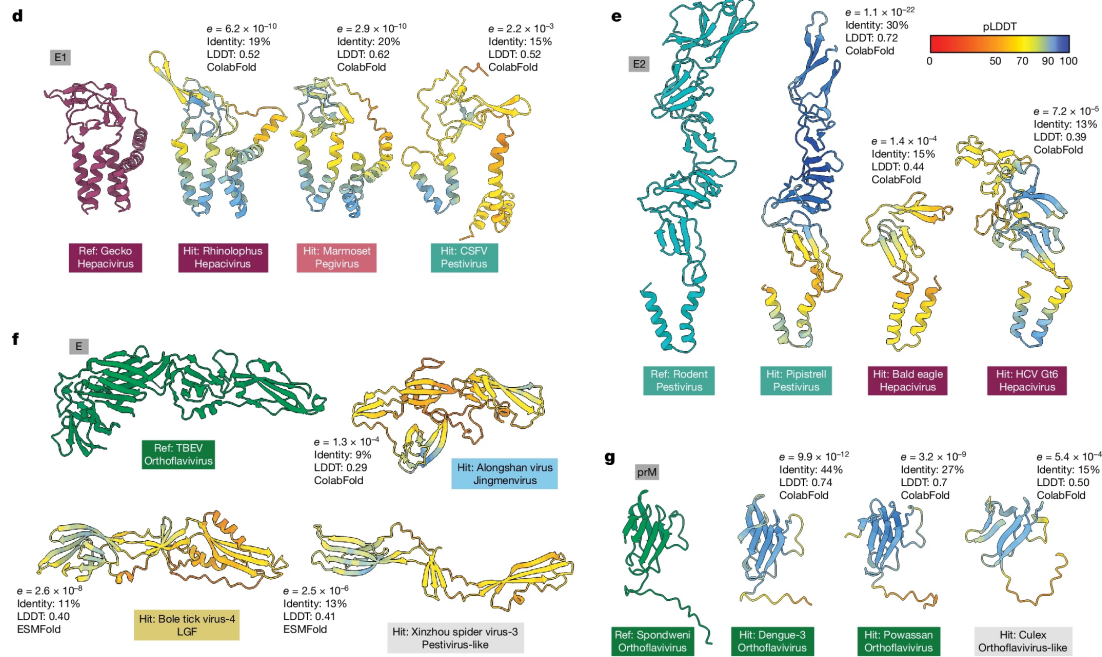 d
E1
e = 6.2 × 10⁻¹⁰
Identity: 19%
LDDT: 0.52
ColabFold
e = 2.9 × 10⁻¹⁰
Identity: 20%
LDDT: 0.62
ColabFold
e = 2.2 × 10⁻³
Identity: 15%
LDDT: 0.52
ColabFold
Ref: Gecko
Hepacivirus
Hit: Rhinolophus
Hepacivirus
Hit: Marmoset
Pegivirus
Hit: CSFV
Pestivirus
e
E2
e = 1.1 × 10⁻²²
Identity: 30%
LDDT: 0.72
ColabFold
pLDDT
0 50 70 90 100
e = 1.4 × 10⁻⁴
Identity: 15%
LDDT: 0.44
ColabFold
e = 7.2 × 10⁻⁵
Identity: 13%
LDDT: 0.39
ColabFold
Ref: Rodent
Pestivirus
Hit: Pipistrell
Pestivirus
Hit: Bald eagle
Hepacivirus
Hit: HCV Gt6
Hepacivirus
f
E
Ref: TBEV
Orthoflavivirus
e = 1.3 × 10⁻⁴
Identity: 9%
LDDT: 0.29
ColabFold
Hit: Alongshan virus
Jingmenvirus
e = 2.6 × 10⁻⁸
Identity: 11%
LDDT: 0.40
ESMFold
Hit: Bole tick virus-4
LGF
e = 2.5 × 10⁻⁶
Identity: 13%
LDDT: 0.41
ESMFold
Hit: Xinzhou spider virus-3
Pestivirus-like
g
prM
e = 9.9 × 10⁻¹²
Identity: 44%
LDDT: 0.74
ColabFold
e = 3.2 × 10⁻⁹
Identity: 27%
LDDT: 0.7
ColabFold
e = 5.4 × 10⁻⁴
Identity: 15%
LDDT: 0.50
ColabFold
Ref: Spondweni
Orthoflavivirus
Hit: Dengue-3
Orthoflavivirus
Hit: Powassan
Orthoflavivirus
Hit: Culex
Orthoflavivirus-like